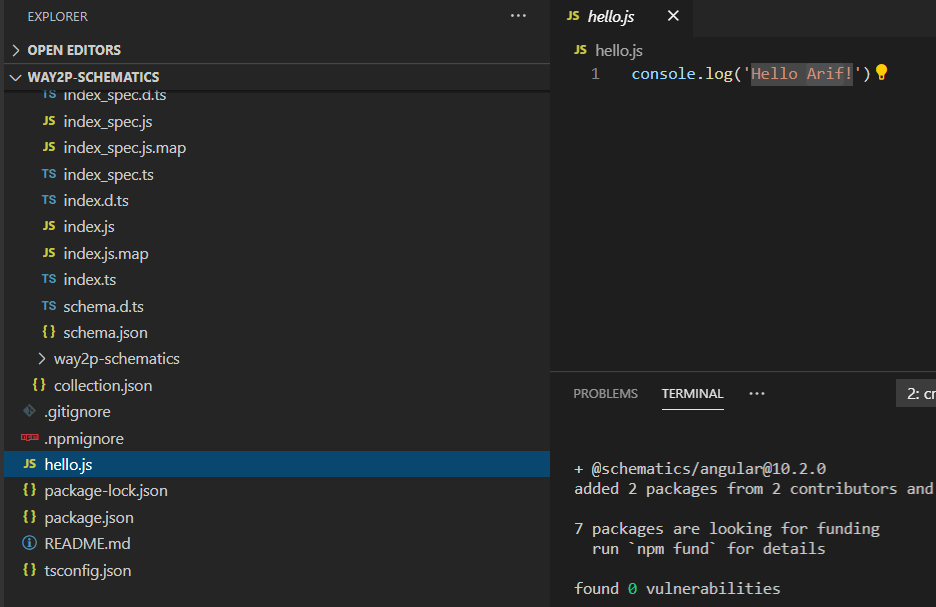 EXPLORER
OPEN EDITORS
WAY2P-SCHEMATICS
TS index_spec.d.ts
JS index_spec.js
JS index_spec.js.map
TS index_spec.ts
TS index.d.ts
JS index.js
JS index.js.map
TS index.ts
TS schema.d.ts
{} schema.json
way2p-schematics
{} collection.json
.gitignore
npm .npmignore
JS hello.js
{} package-lock.json
{} package.json
README.md
{} tsconfig.json
JS hello.js
JS hello.js
1 console.log('Hello Arif!')
PROBLEMS TERMINAL ...
2: cr
+ @schematics/angular@10.2.0
added 2 packages from 2 contributors and
7 packages are looking for funding
run `npm fund` for details
found 0 vulnerabilities